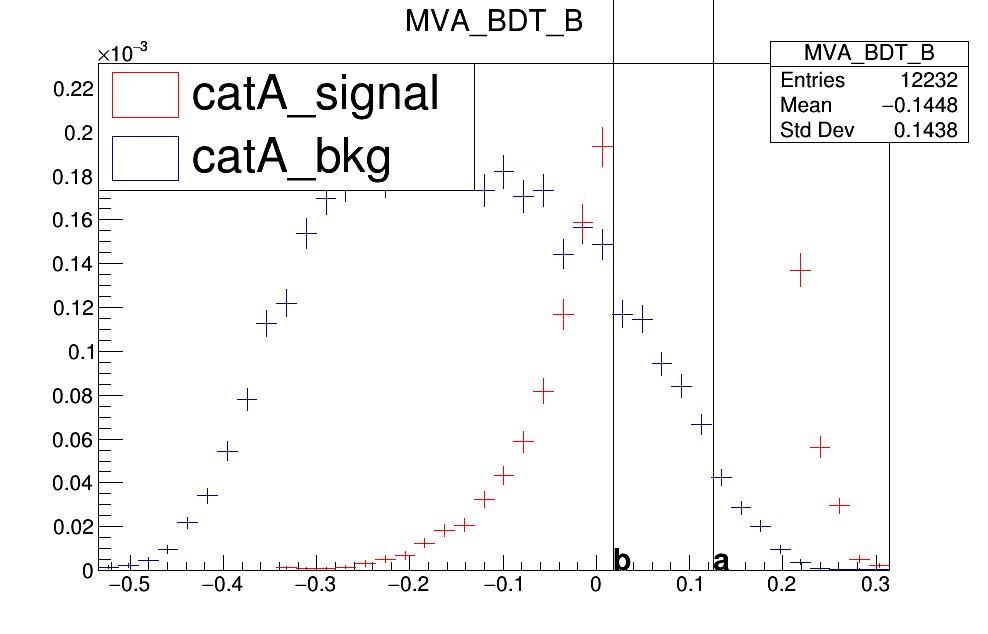 MVA_BDT_B
×10⁻³
catA_signal
catA_bkg
MVA_BDT_B
Entries 12232
Mean −0.1448
Std Dev 0.1438
0.22
0.2
0.18
0.16
0.14
0.12
0.1
0.08
0.06
0.04
0.02
0
b
a
−0.5 −0.4 −0.3 −0.2 −0.1 0 0.1 0.2 0.3